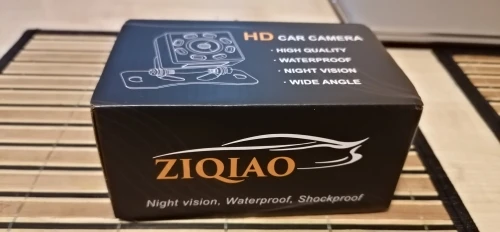 HD CAR CAMERA
· HIGH QUALITY
· WATERPROOF
· NIGHT VISION
· WIDE ANGLE
ZIQIAO
Night vision, Waterproof, Shockproof